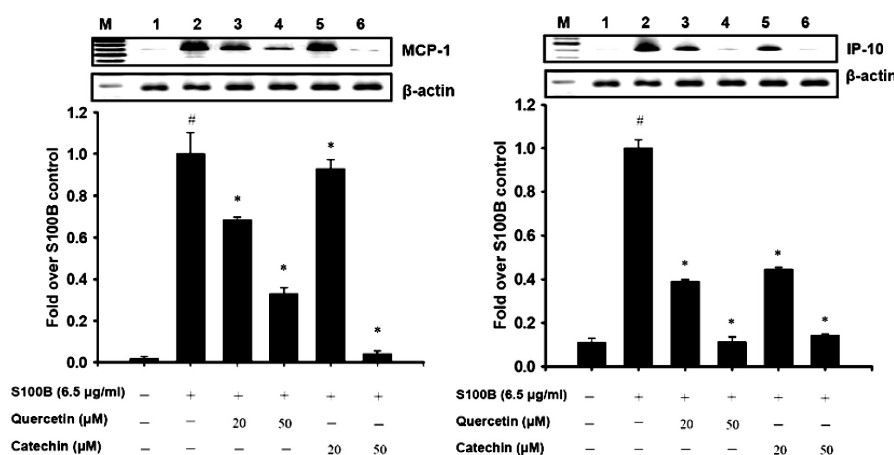 M 1 2 3 4 5 6
MCP-1
β-actin
1.2
1.0
0.8
0.6
0.4
0.2
0.0
Fold over S100B control
# * * * *
S100B (6.5 µg/ml) – + + + + +
Quercetin (µM) – – 20 50 – –
Catechin (µM) – – – – 20 50
M 1 2 3 4 5 6
IP-10
β-actin
1.2
1.0
0.8
0.6
0.4
0.2
0.0
Fold over S100B control
# * * * *
S100B (6.5 µg/ml) – + + + + +
Quercetin (µM) – – 20 50 – –
Catechin (µM) – – – – 20 50